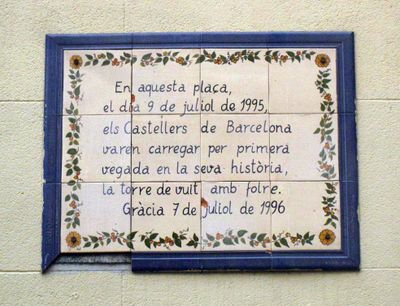 En aquesta plaça,
el dia 9 de juliol de 1995,
els Castellers de Barcelona
varen carregar per primera
vegada en la seva història,
la torre de vuit amb folre.
Gràcia 7 de juliol de 1996